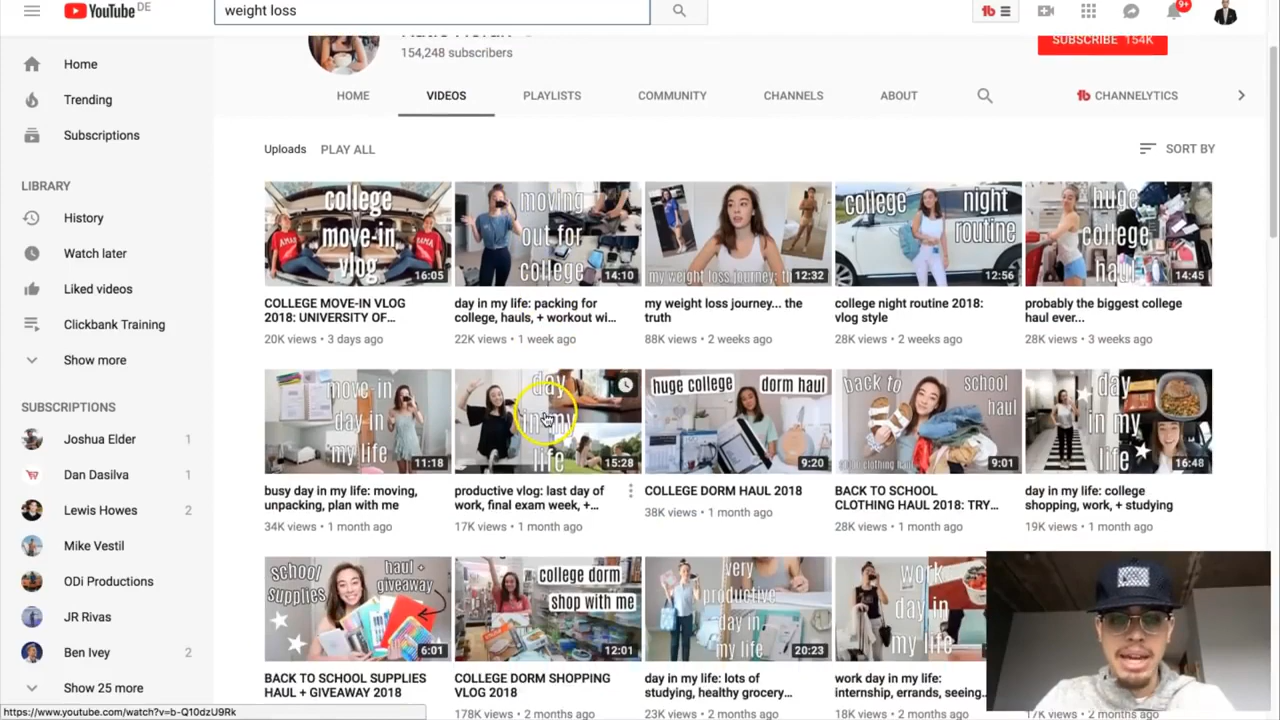 YouTube DE
weight loss
9+
154,248 subscribers
SUBSCRIBE 154K
Home
Trending
Subscriptions
LIBRARY
History
Watch later
Liked videos
Clickbank Training
Show more
SUBSCRIPTIONS
Joshua Elder 1
Dan Dasilva 1
Lewis Howes 2
Mike Vestil
ODi Productions
JR Rivas
Ben Ivey 2
Show 25 more
HOME VIDEOS PLAYLISTS COMMUNITY CHANNELS ABOUT CHANNELYTICS
Uploads PLAY ALL SORT BY
college
move-in
vlog
16:05
COLLEGE MOVE-IN VLOG
2018: UNIVERSITY OF...
20K views • 3 days ago
moving
out for
college
14:10
day in my life: packing for
college, hauls, + workout wi...
22K views • 1 week ago
my weight loss journey: th
12:32
my weight loss journey... the
truth
88K views • 2 weeks ago
college night
routine
12:56
college night routine 2018:
vlog style
28K views • 2 weeks ago
huge
college
haul
14:45
probably the biggest college
haul ever...
28K views • 3 weeks ago
move-in
day in
my life
11:18
busy day in my life: moving,
unpacking, plan with me
34K views • 1 month ago
day
in my
life
15:28
productive vlog: last day of
work, final exam week, +...
17K views • 1 month ago
huge college dorm haul
9:20
COLLEGE DORM HAUL 2018
38K views • 1 month ago
back to school
haul
9:01
BACK TO SCHOOL
CLOTHING HAUL 2018: TRY...
28K views • 1 month ago
day
in my
life
16:48
day in my life: college
shopping, work, + studying
19K views • 1 month ago
school
supplies
haul +
giveaway
6:01
BACK TO SCHOOL SUPPLIES
HAUL + GIVEAWAY 2018
college dorm
shop with me
12:01
COLLEGE DORM SHOPPING
VLOG 2018
178K views • 2 months ago
very
productive
day in
my life
20:23
day in my life: lots of
studying, healthy grocery...
23K views • 2 months ago
work
day in
my life
work day in my life:
internship, errands, seeing...
18K views • 2 months ago
https://www.youtube.com/watch?v=b-Q10dzU9Rk